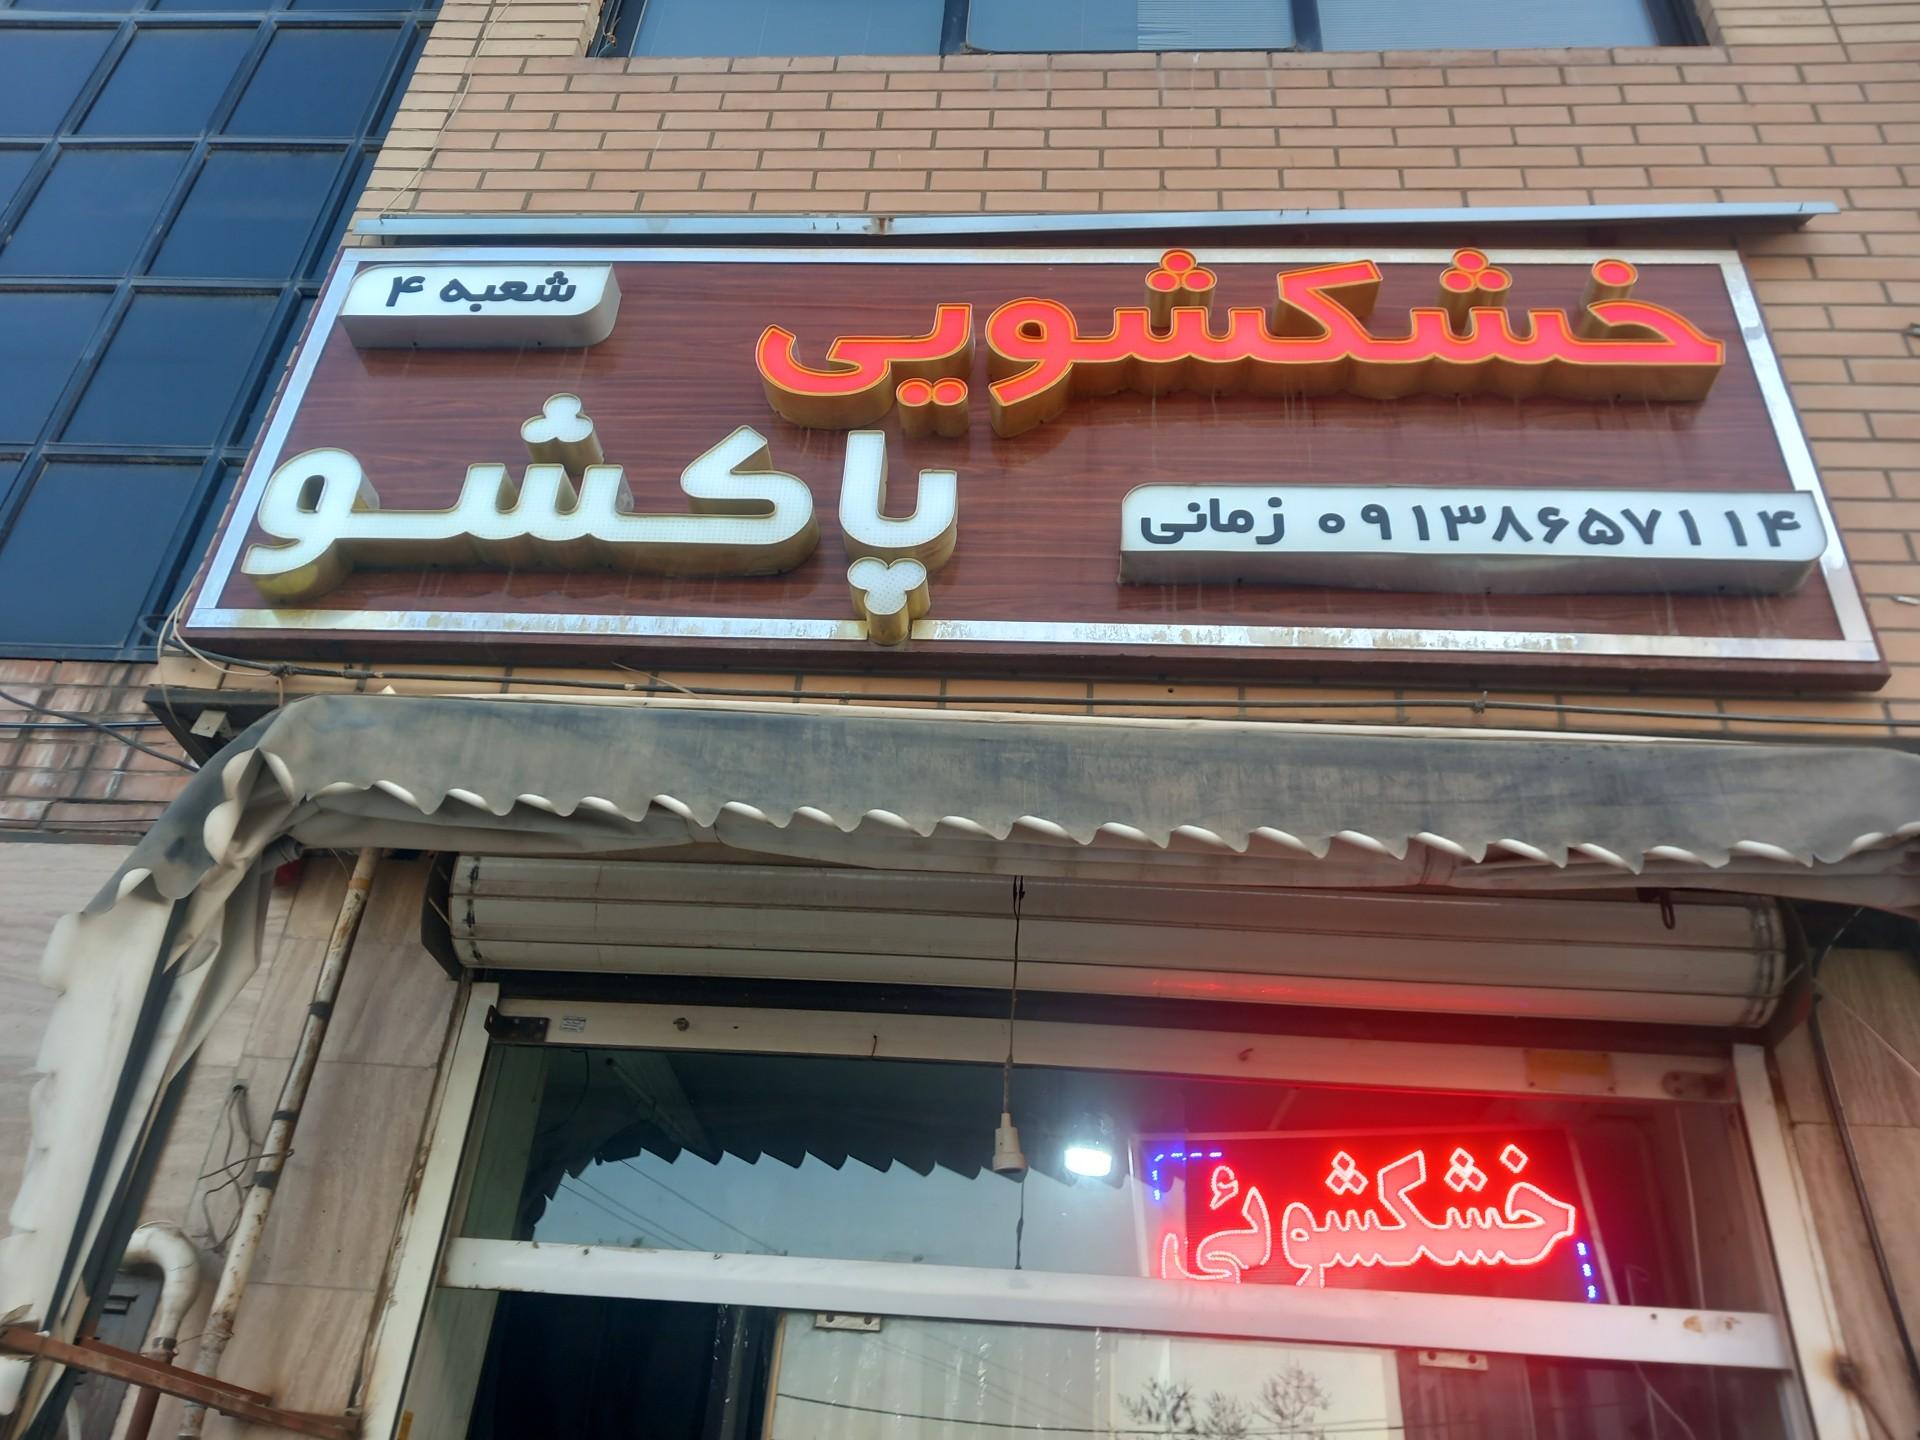 خشکشویی
شعبه ۴
پاکشو
۰۹۱۳۸۶۵۷۱۱۴ زمانی
خشکشوئی